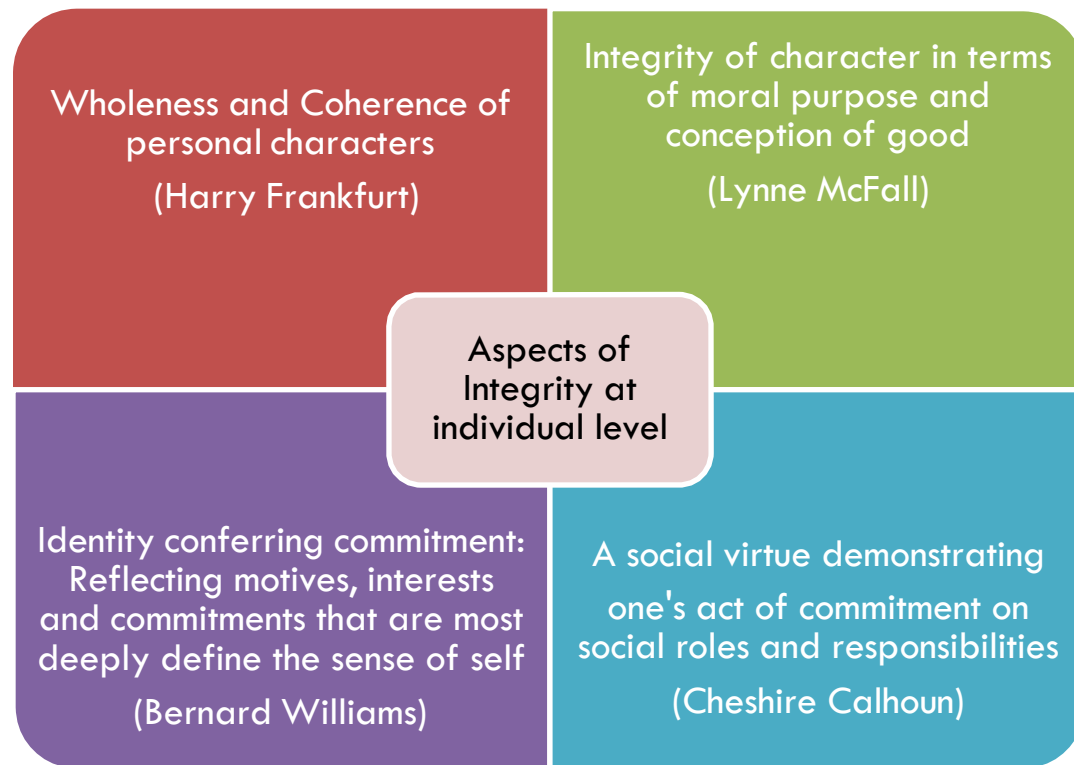 Wholeness and Coherence of
personal characters
(Harry Frankfurt)
Integrity of character in terms
of moral purpose and
conception of good
(Lynne McFall)
Aspects of
Integrity at
individual level
Identity conferring commitment:
Reflecting motives, interests
and commitments that are most
deeply define the sense of self
(Bernard Williams)
A social virtue demonstrating
one's act of commitment on
social roles and responsibilities
(Cheshire Calhoun)